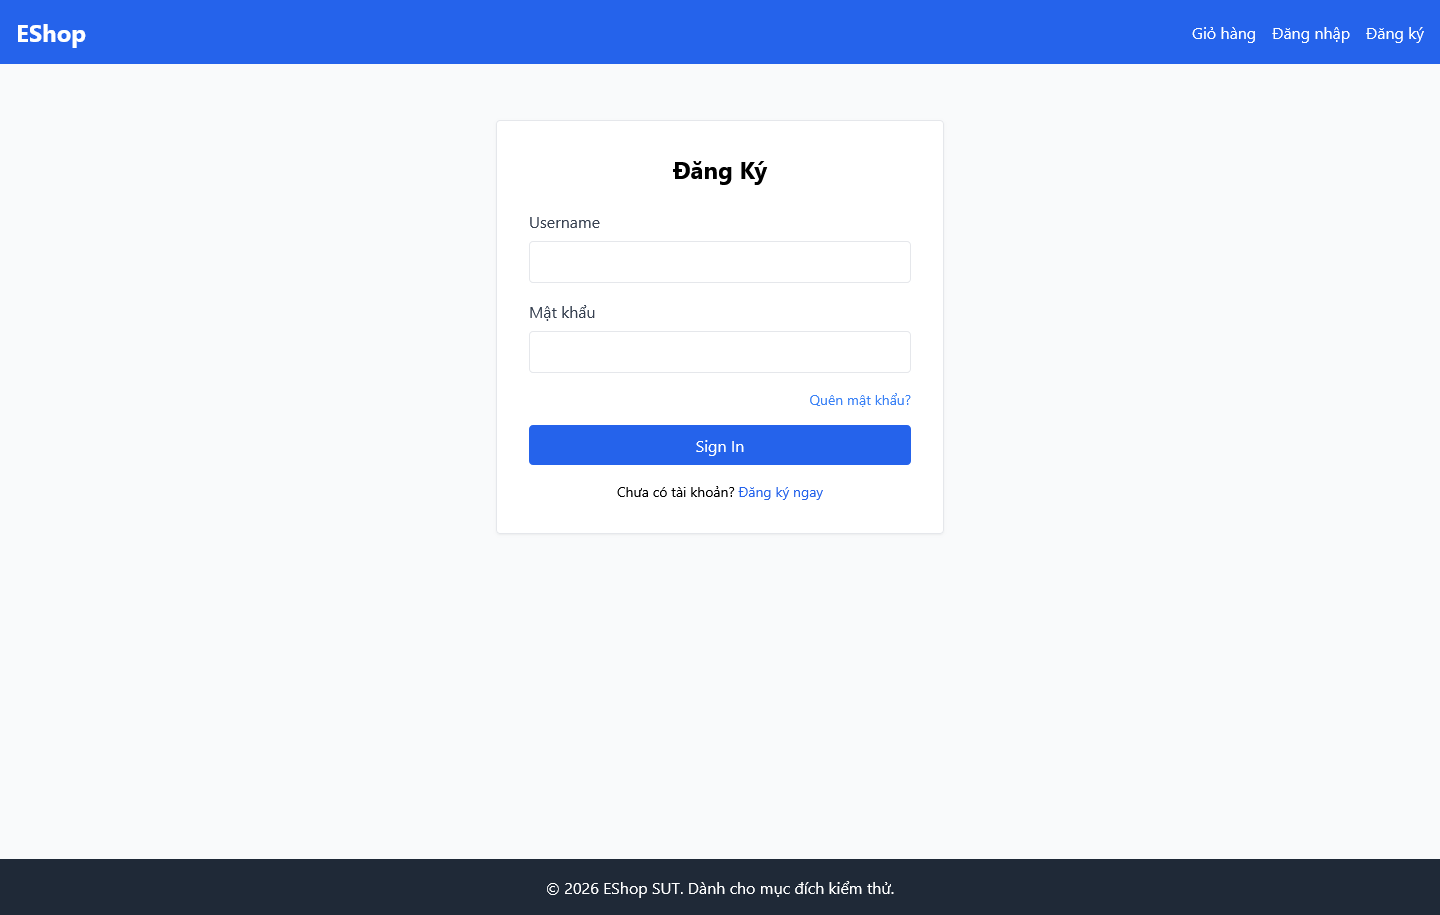 EShop
Giỏ hàng Đăng nhập Đăng ký
Đăng Ký
Username
Mật khẩu
Quên mật khẩu?
Sign In
Chưa có tài khoản? Đăng ký ngay
© 2026 EShop SUT. Dành cho mục đích kiểm thử.